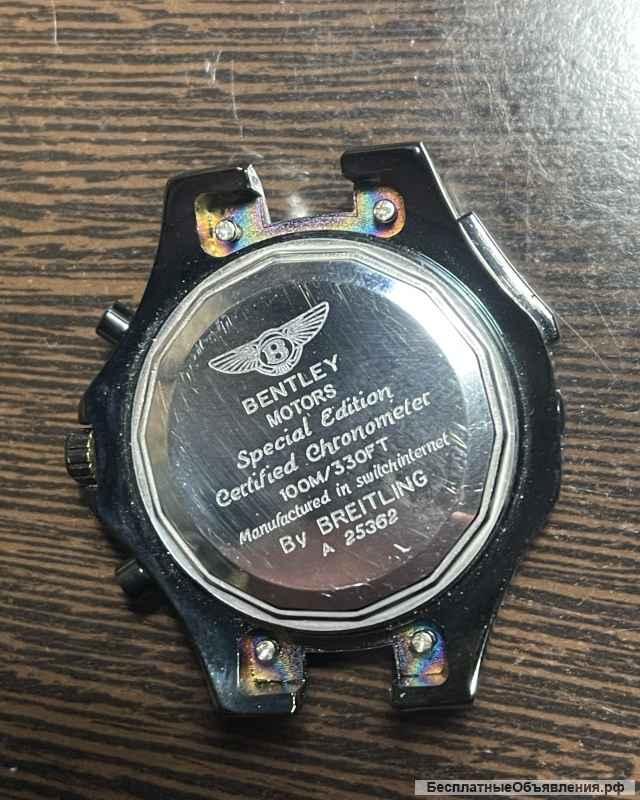 B
BENTLEY
MOTORS
Special Edition
Certified Chronometer
100M/330FT
Manufactured in switchinternet
By BREITLING
A 25362
БесплатныеОбъявления.рф